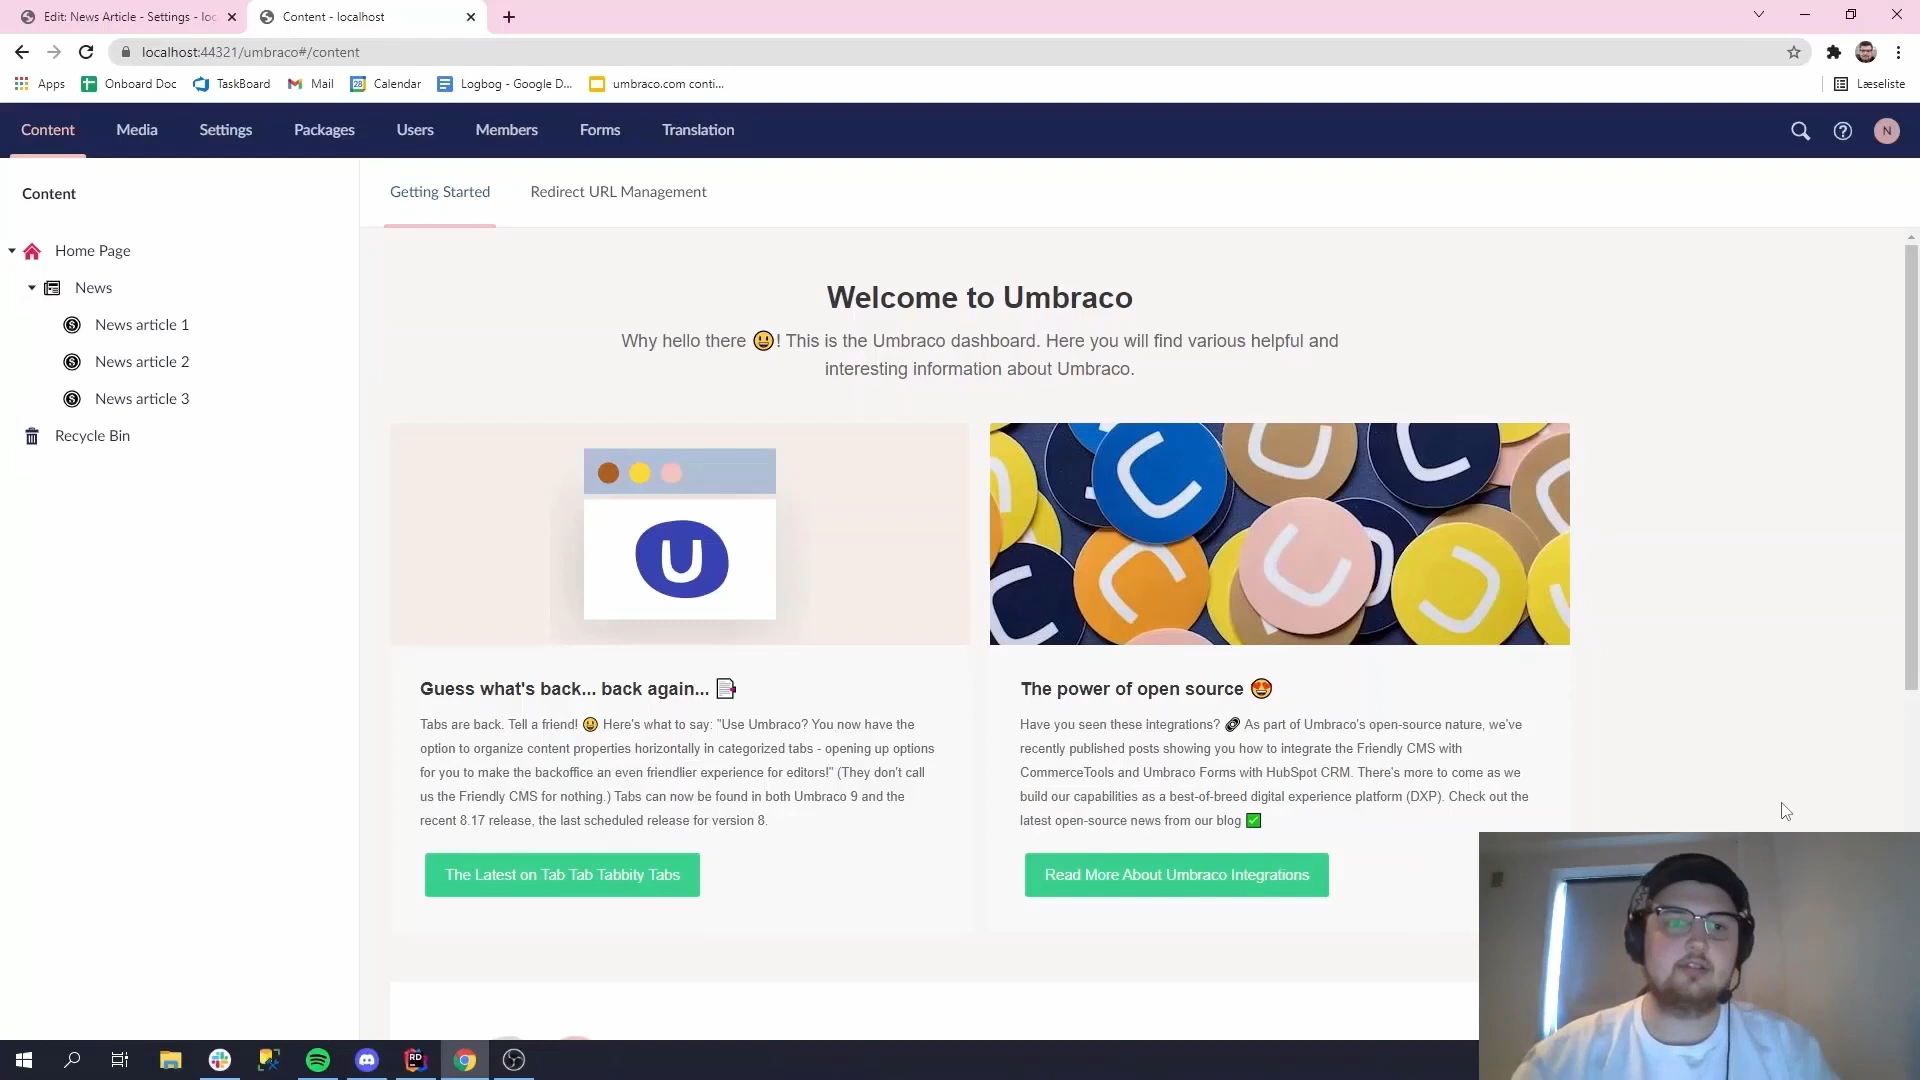 Edit: News Article - Settings - loc
Content - localhost
localhost:44321/umbraco#/content
Apps
Onboard Doc
TaskBoard
Mail
28
Calendar
Logbog - Google D...
umbraco.com conti...
Læseliste
Content
Media
Settings
Packages
Users
Members
Forms
Translation
N
Content
Home Page
News
News article 1
News article 2
News article 3
Recycle Bin
Getting Started
Redirect URL Management
Welcome to Umbraco
Why hello there 😃! This is the Umbraco dashboard. Here you will find various helpful and
interesting information about Umbraco.
Guess what's back... back again... 📑
Tabs are back. Tell a friend! 😃 Here's what to say: "Use Umbraco? You now have the
option to organize content properties horizontally in categorized tabs - opening up options
for you to make the backoffice an even friendlier experience for editors!" (They don't call
us the Friendly CMS for nothing.) Tabs can now be found in both Umbraco 9 and the
recent 8.17 release, the last scheduled release for version 8.
The Latest on Tab Tab Tabbity Tabs
The power of open source 😍
Have you seen these integrations? 🔗 As part of Umbraco's open-source nature, we've
recently published posts showing you how to integrate the Friendly CMS with
CommerceTools and Umbraco Forms with HubSpot CRM. There's more to come as we
build our capabilities as a best-of-breed digital experience platform (DXP). Check out the
latest open-source news from our blog ✅
Read More About Umbraco Integrations
RD